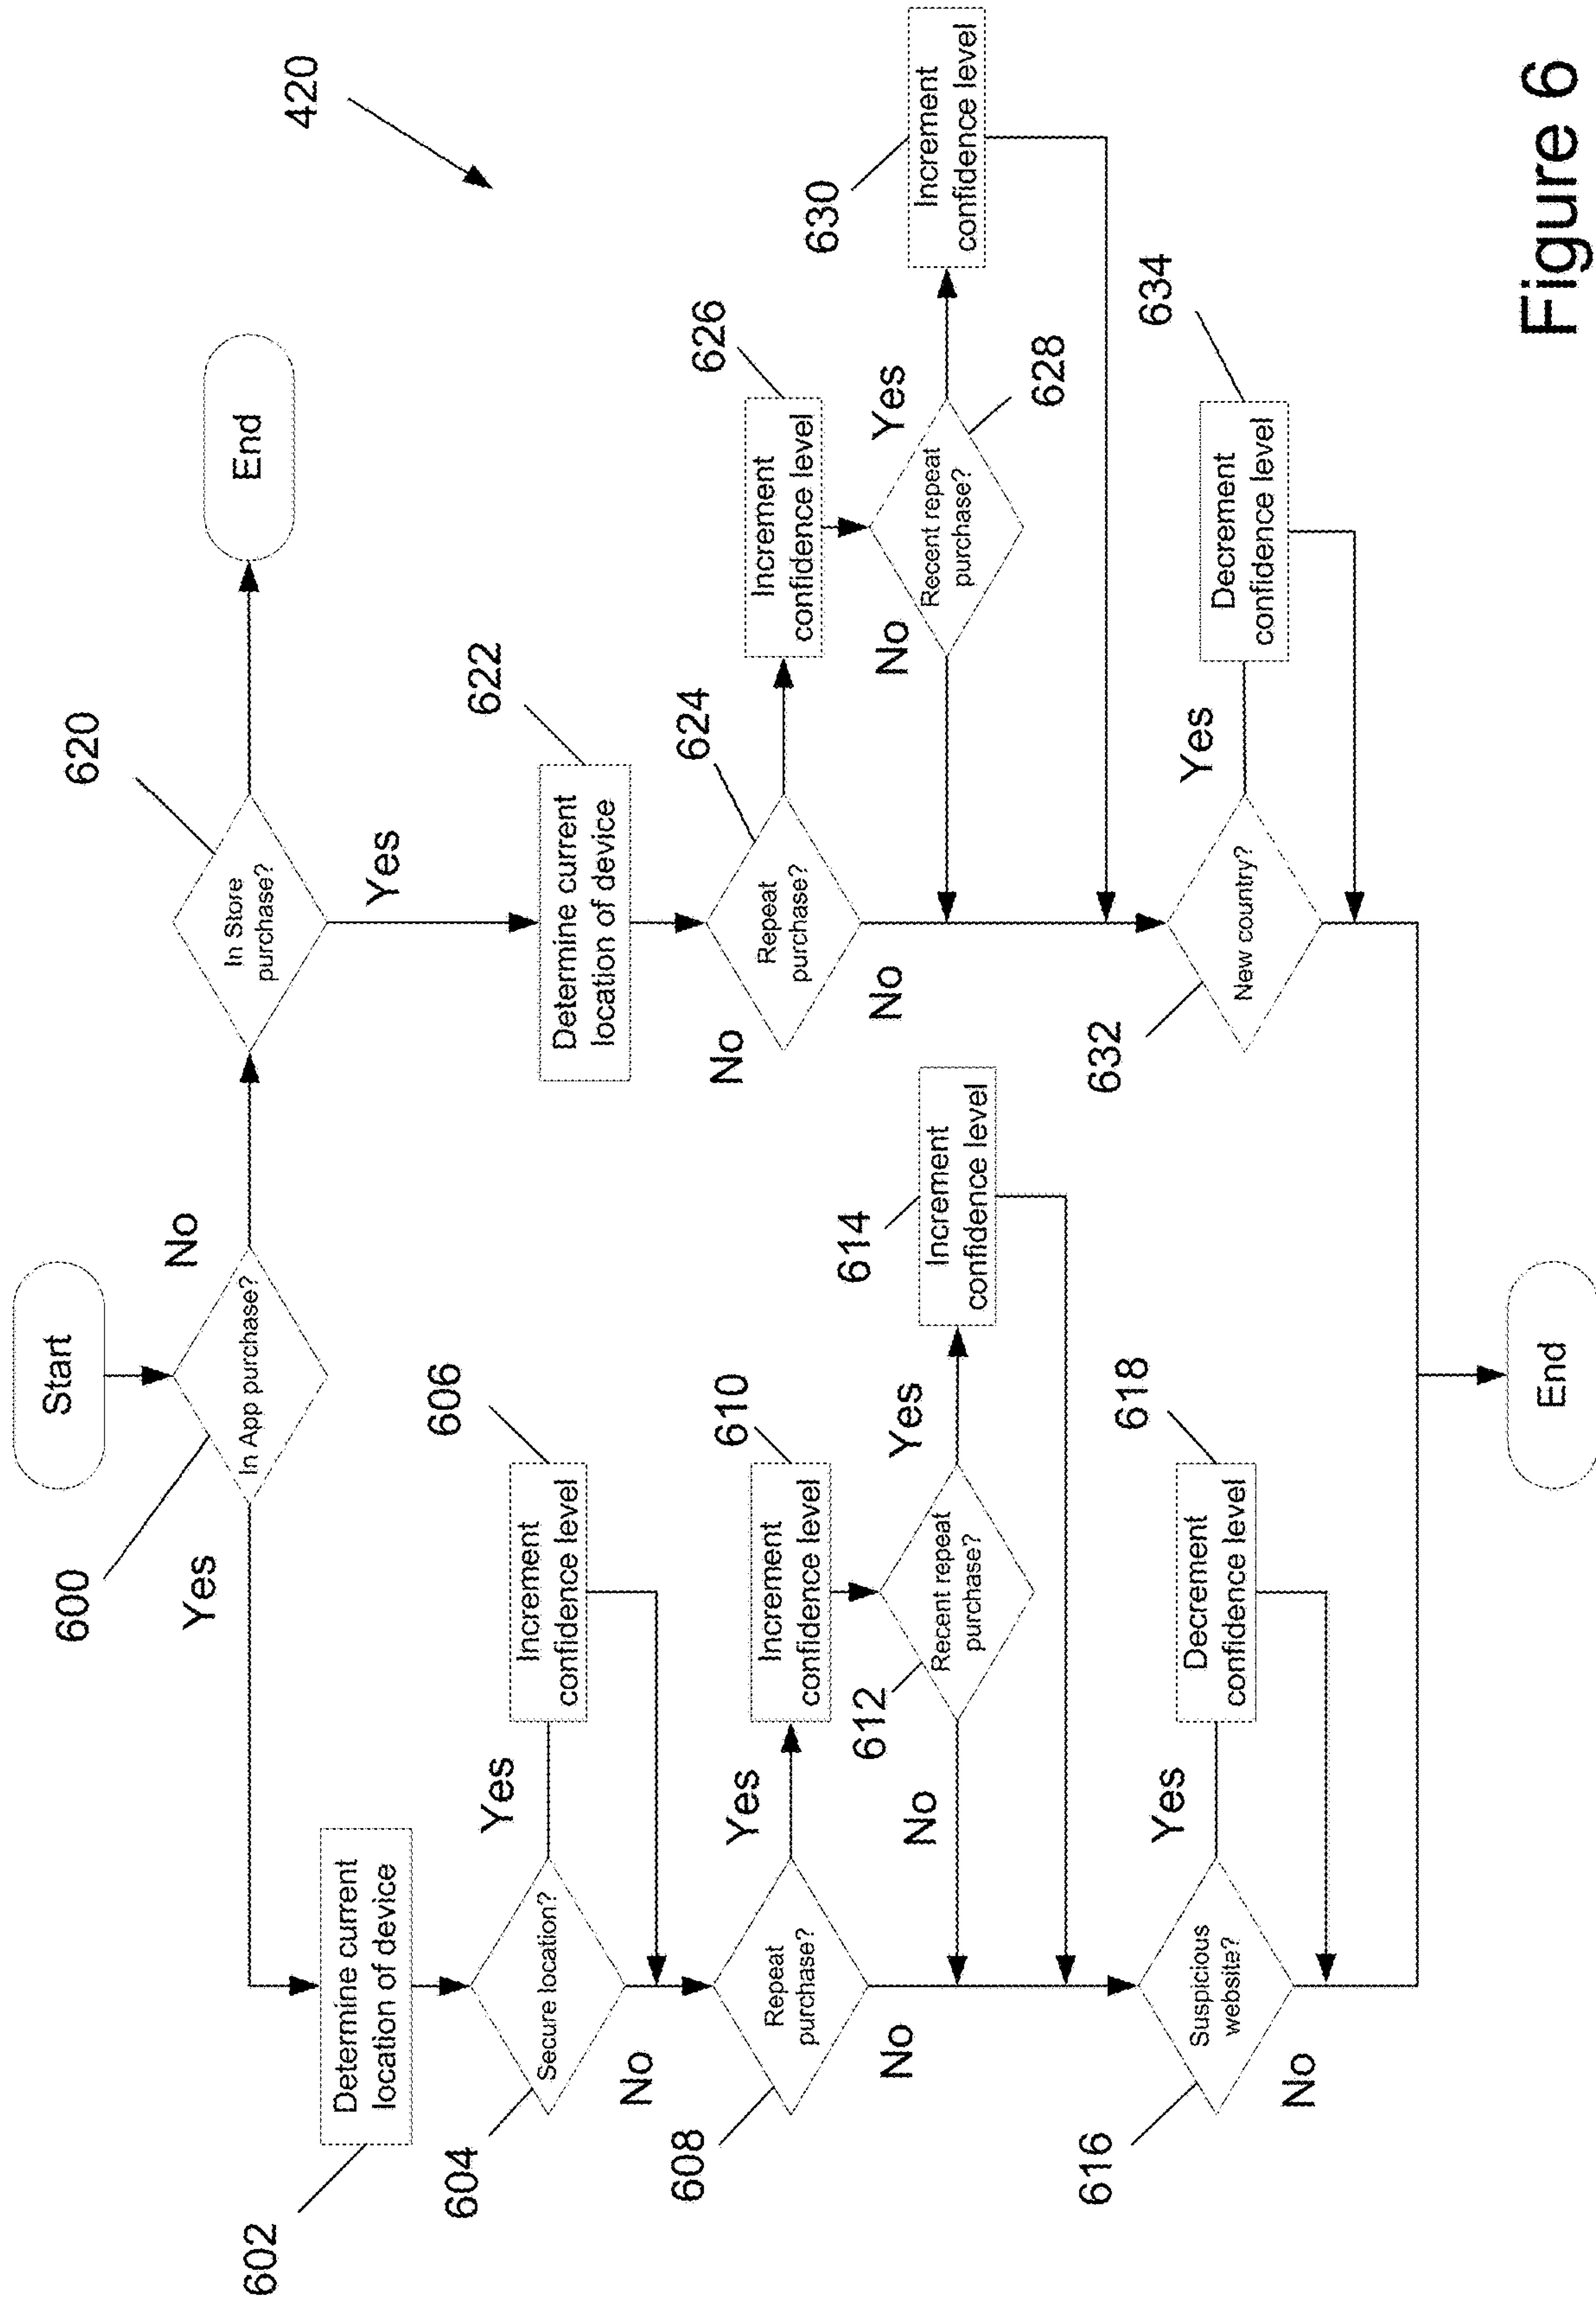 Start
600
In App purchase?
Yes
No
620
In Store
purchase?
End
420
Yes
602
Determine current
location of device
622
Determine current
location of device
604
Secure location?
Yes
606
Increment
confidence level
No
624
Repeat
purchase?
No
626
Increment
confidence level
608
Repeat
purchase?
Yes
610
Increment
confidence level
No
No
Recent repeat
purchase?
Yes
628
630
Increment
confidence level
No
612
No
Recent repeat
purchase?
Yes
614
Increment
confidence level
616
Suspicious
website?
Yes
618
Decrement
confidence level
No
632
New country?
Yes
634
Decrement
confidence level
End
Figure 6